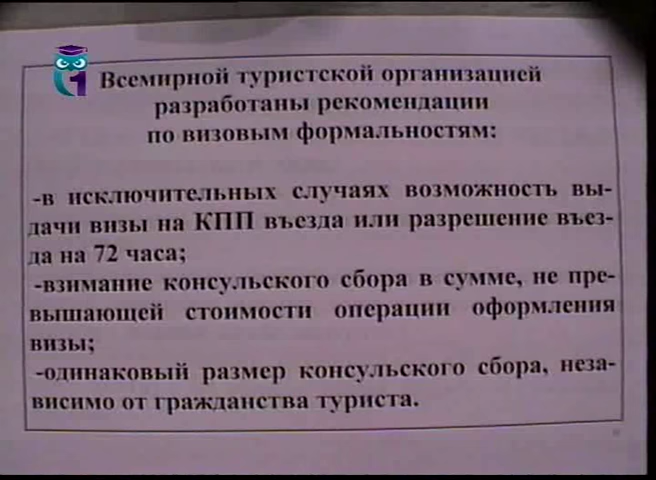 1
Всемирной туристской организацией
разработаны рекомендации
по визовым формальностям:
-в исключительных случаях возможность вы-
дачи визы на КПП въезда или разрешение въез-
да на 72 часа;
-взимание консульского сбора в сумме, не пре-
вышающей стоимости операции оформления
визы;
-одинаковый размер консульского сбора, неза-
висимо от гражданства туриста.